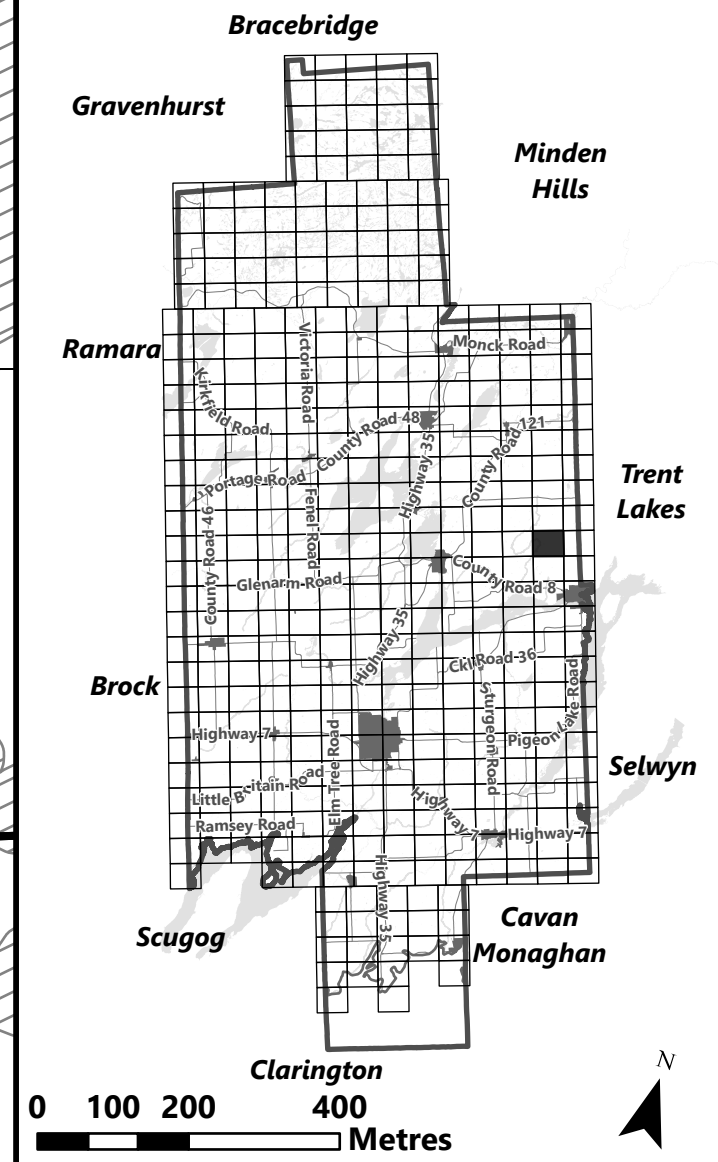 Bracebridge
Gravenhurst
Minden
Hills
Ramara
Monck Road
Victoria Road
Kirkfield Road
County Road 48
County Road 121
Highway 35
Portage Road
Trent
Lakes
Fenel Road
County Road 46
County Road 8
Glenarm Road
Highway 35
Ckl Road 36
Brock
Sturgeon Road
Pigeon Lake Road
Highway 7
Elm Tree Road
Selwyn
Little Britain Road
Highway 7
Ramsey Road
Highway 7
Highway 35
Cavan
Monaghan
Scugog
Clarington
N
0 100 200 400
Metres